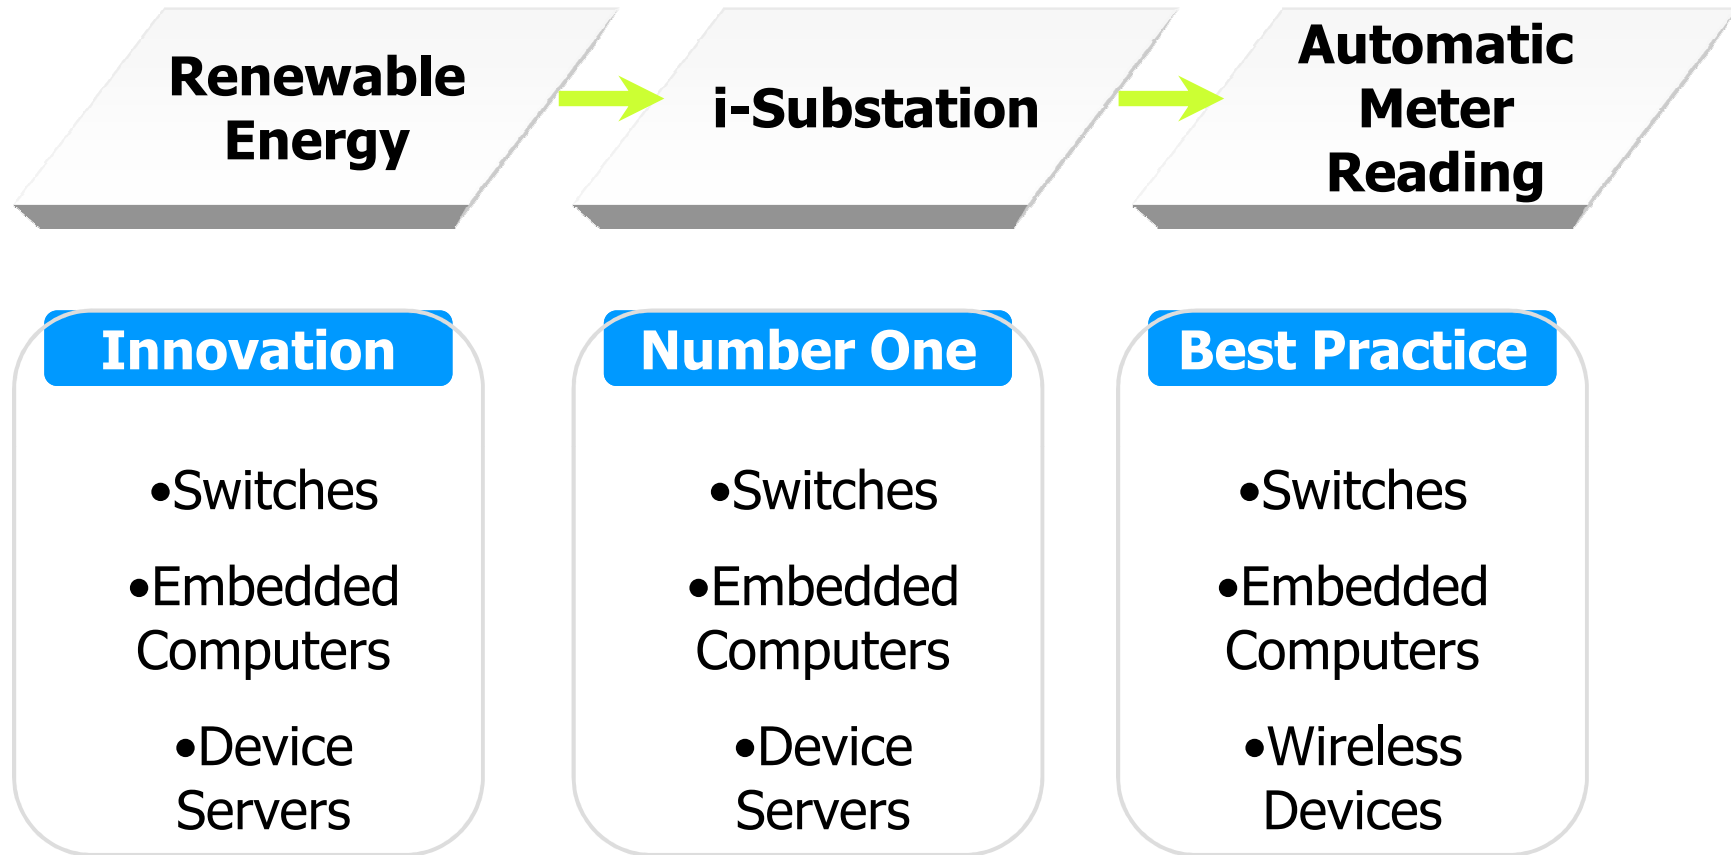 Renewable
Energy
i-Substation
Automatic
Meter
Reading
Innovation
•Switches
•Embedded
Computers
•Device
Servers
Number One
•Switches
•Embedded
Computers
•Device
Servers
Best Practice
•Switches
•Embedded
Computers
•Wireless
Devices